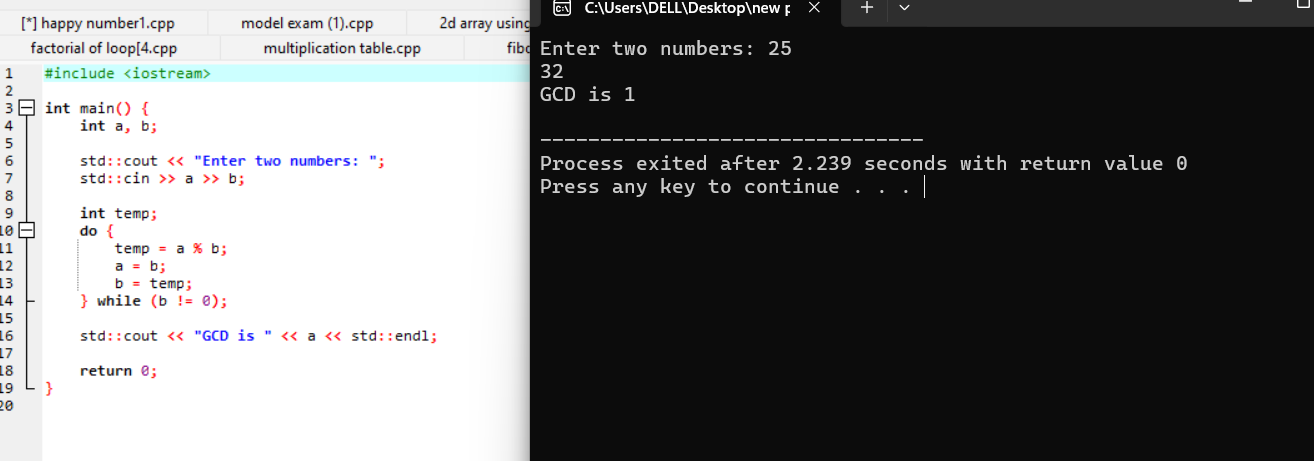 [*] happy number1.cpp model exam (1).cpp 2d array using
factorial of loop[4.cpp multiplication table.cpp fibo
1 #include <iostream>
2
3 int main() {
4 int a, b;
5
6 std::cout << "Enter two numbers: ";
7 std::cin >> a >> b;
8
9 int temp;
10 do {
11 temp = a % b;
12 a = b;
13 b = temp;
14 } while (b != 0);
15
16 std::cout << "GCD is " << a << std::endl;
17
18 return 0;
19 }
20
C:\Users\DELL\Desktop\new p
Enter two numbers: 25
32
GCD is 1
--------------------------------
Process exited after 2.239 seconds with return value 0
Press any key to continue . . .